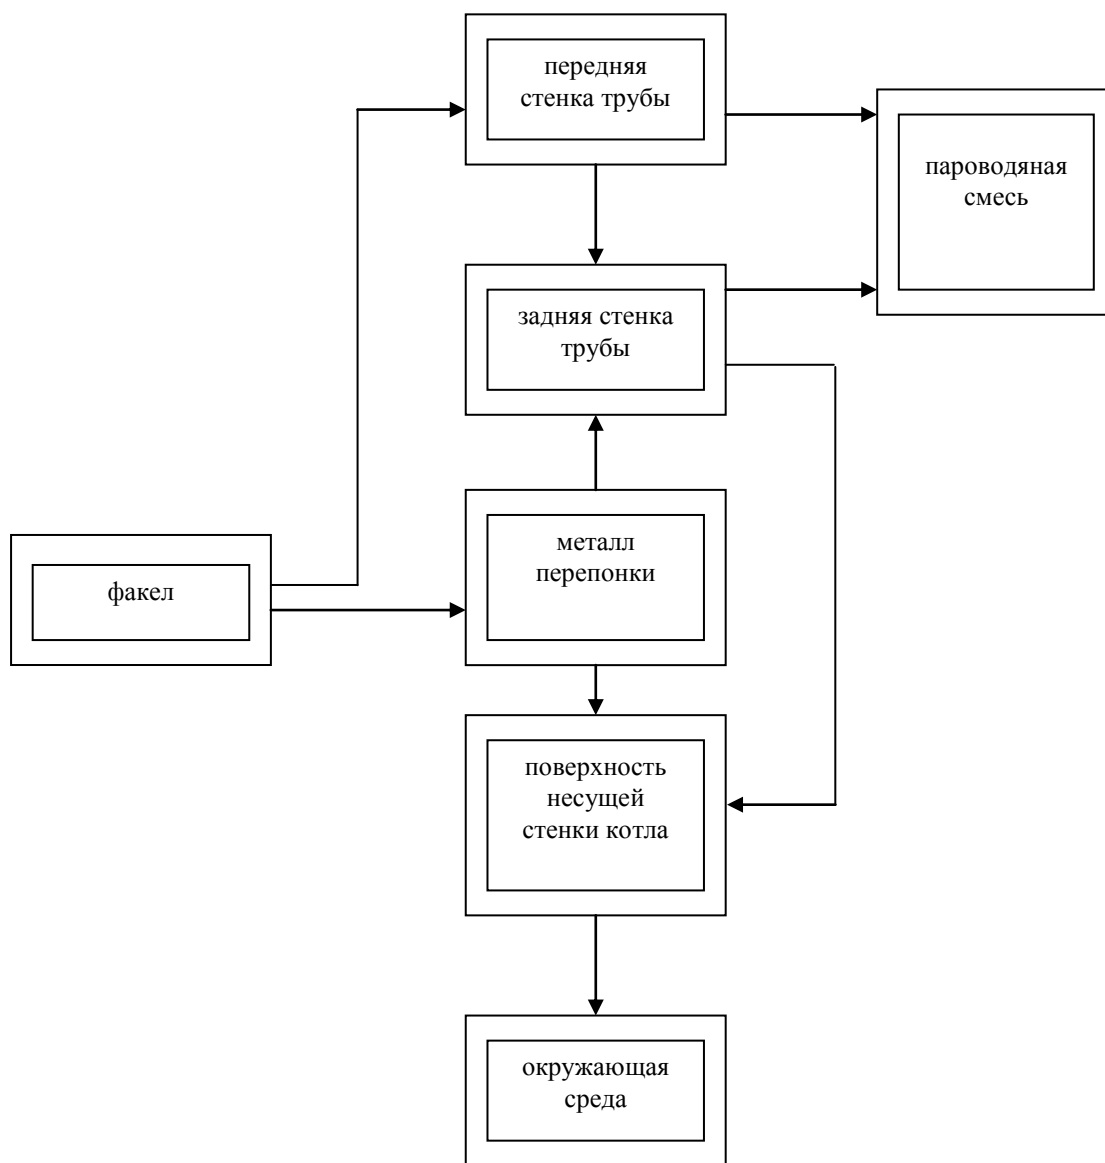 передняя
стенка трубы
пароводяная
смесь
задняя стенка
трубы
металл
перепонки
факел
поверхность
несущей
стенки котла
окружающая
среда